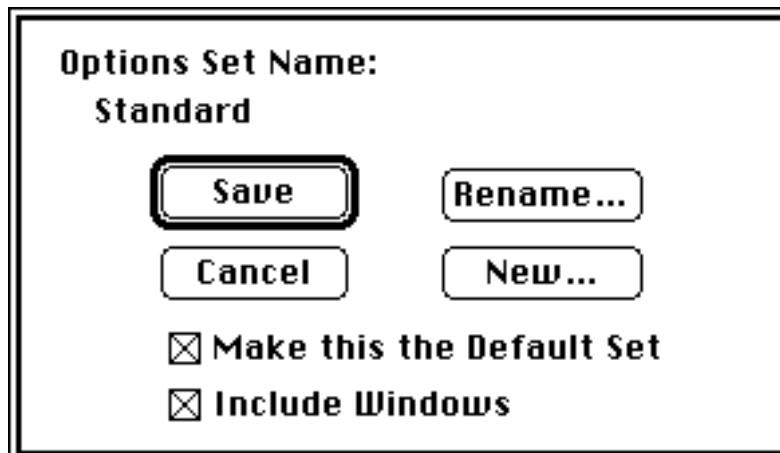 Options Set Name:
Standard
Save
Rename...
Cancel
New...
Make this the Default Set
Include Windows